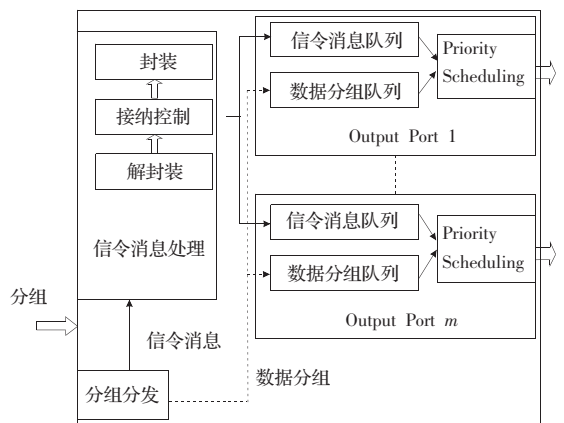 封装
接纳控制
解封装
信令消息处理
分组
信令消息
分组分发
数据分组
信令消息队列
数据分组队列
Priority
Scheduling
Output Port 1
信令消息队列
数据分组队列
Priority
Scheduling
Output Port m